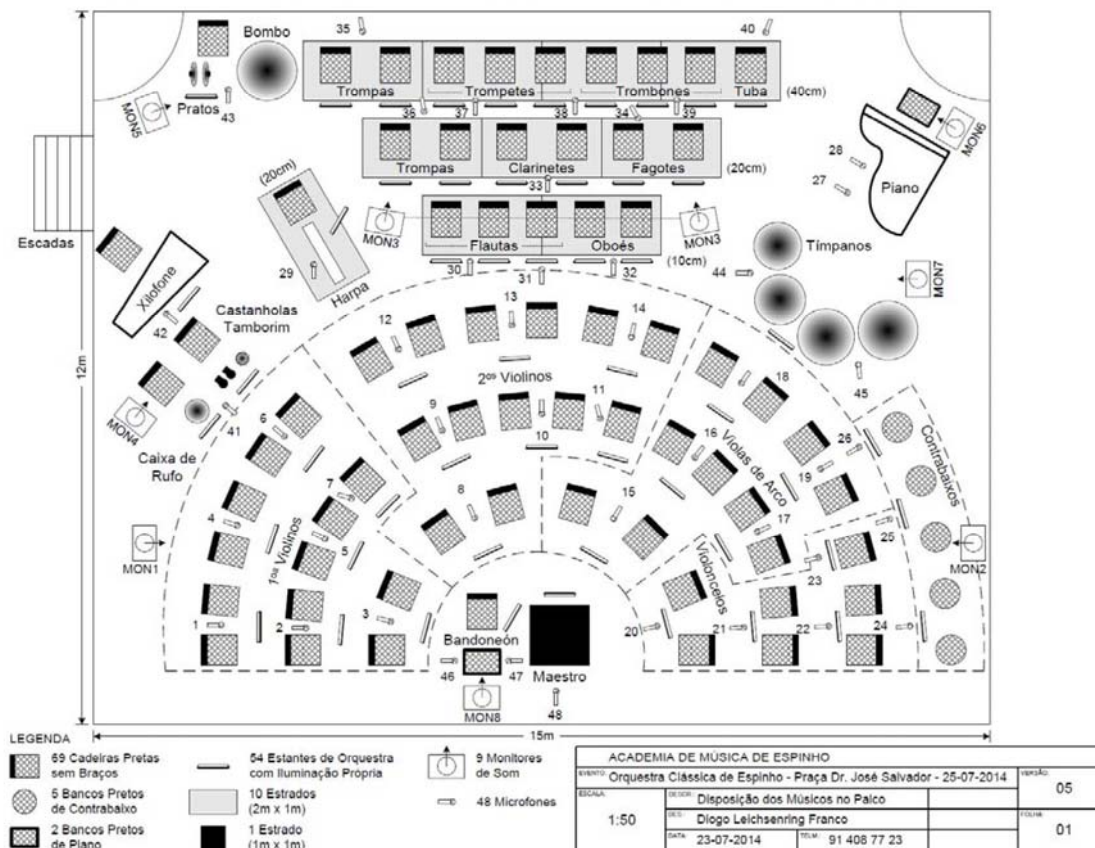 35
40
Bombo
Trompas
Trompetes
Trombones
Tuba
(40cm)
MON5
Pratos
43
36
37
38
34
39
MON6
28
27
Piano
Trompas
Clarinetes
Fagotes
(20cm)
33
(20cm)
Escadas
MON3
Flautas
Oboés
MON3
(10cm)
Tímpanos
29
30
31
32
44
MON7
Harpa
Xilofone
42
Castanholas
Tamborim
12
13
14
12m
2ºs Violinos
18
45
MON4
41
Caixa de
Rufo
6
9
10
11
16
Violas de Arco
19
26
Contrabaixos
7
8
15
17
4
5
1ºs Violinos
25
MON1
MON2
23
Violoncelos
3
1
2
20
21
22
24
Bandoneón
46
47
Maestro
MON8
48
15m
LEGENDA
69 Cadeiras Pretas
sem Braços
5 Bancos Pretos
de Contrabaixo
2 Bancos Pretos
de Piano
54 Estantes de Orquestra
com Iluminação Própria
10 Estrados
(2m x 1m)
1 Estrado
(1m x 1m)
9 Monitores
de Som
48 Microfones
ACADEMIA DE MÚSICA DE ESPINHO
EVENTO: Orquestra Clássica de Espinho - Praça Dr. José Salvador - 25-07-2014
VERSÃO: 05
ESCALA: 1:50
DESCR.: Disposição dos Músicos no Palco
DES.: Diogo Leichsenring Franco
DATA: 23-07-2014
TELM.: 91 408 77 23
FOLHA: 01